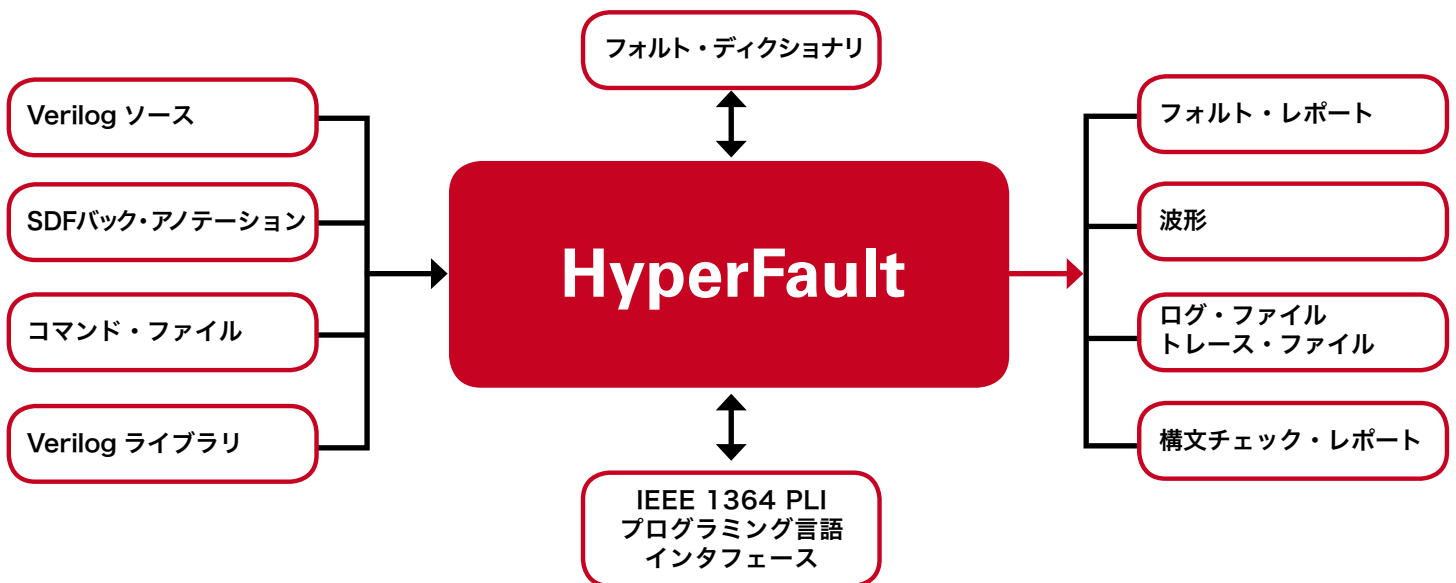 フォルト・ディクショナリ
Verilog ソース
SDFバック・アノテーション
コマンド・ファイル
Verilog ライブラリ
HyperFault
フォルト・レポート
波形
ログ・ファイル
トレース・ファイル
構文チェック・レポート
IEEE 1364 PLI
プログラミング言語
インタフェース